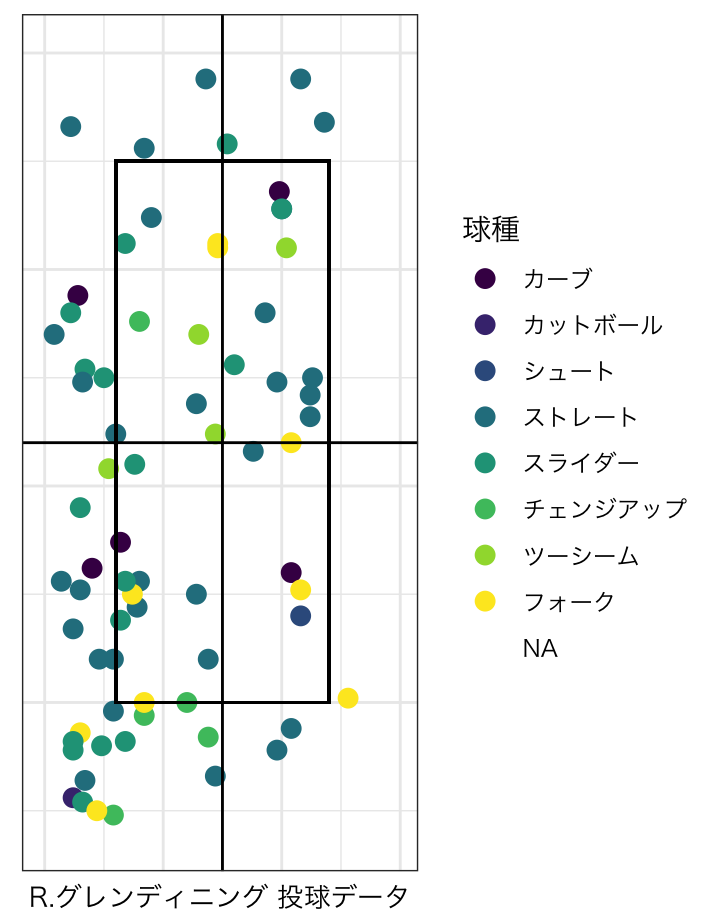 球種
カーブ
カットボール
シュート
ストレート
スライダー
チェンジアップ
ツーシーム
フォーク
NA
R.グレンディニング 投球データ